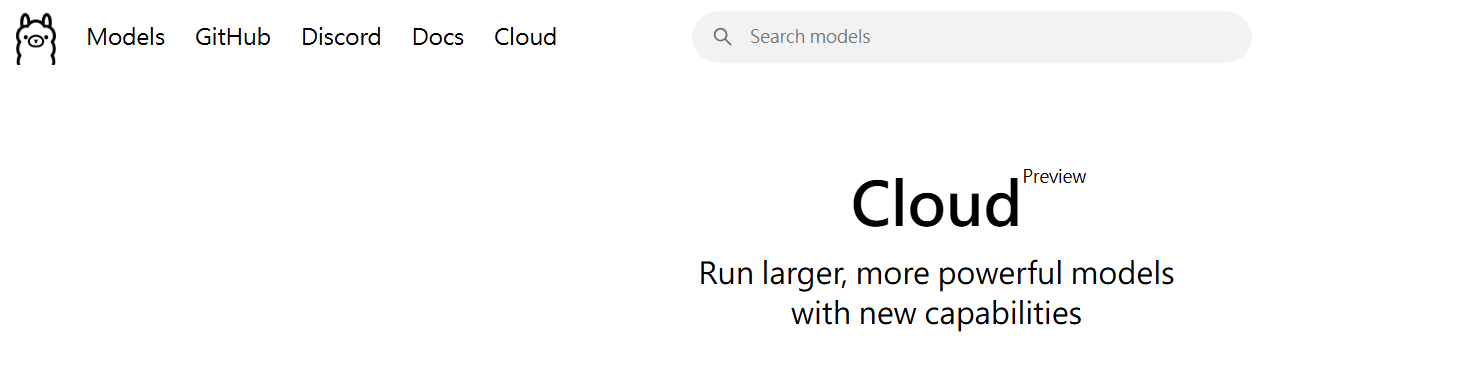 Models GitHub Discord Docs Cloud Search models
Cloud Preview
Run larger, more powerful models
with new capabilities